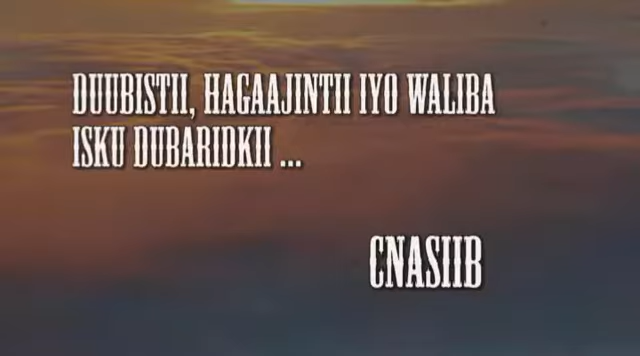 DUUBISTII, HAGAAJINTII IYO WALIBA
ISKU DUBARIDKII ...
CNASIIB